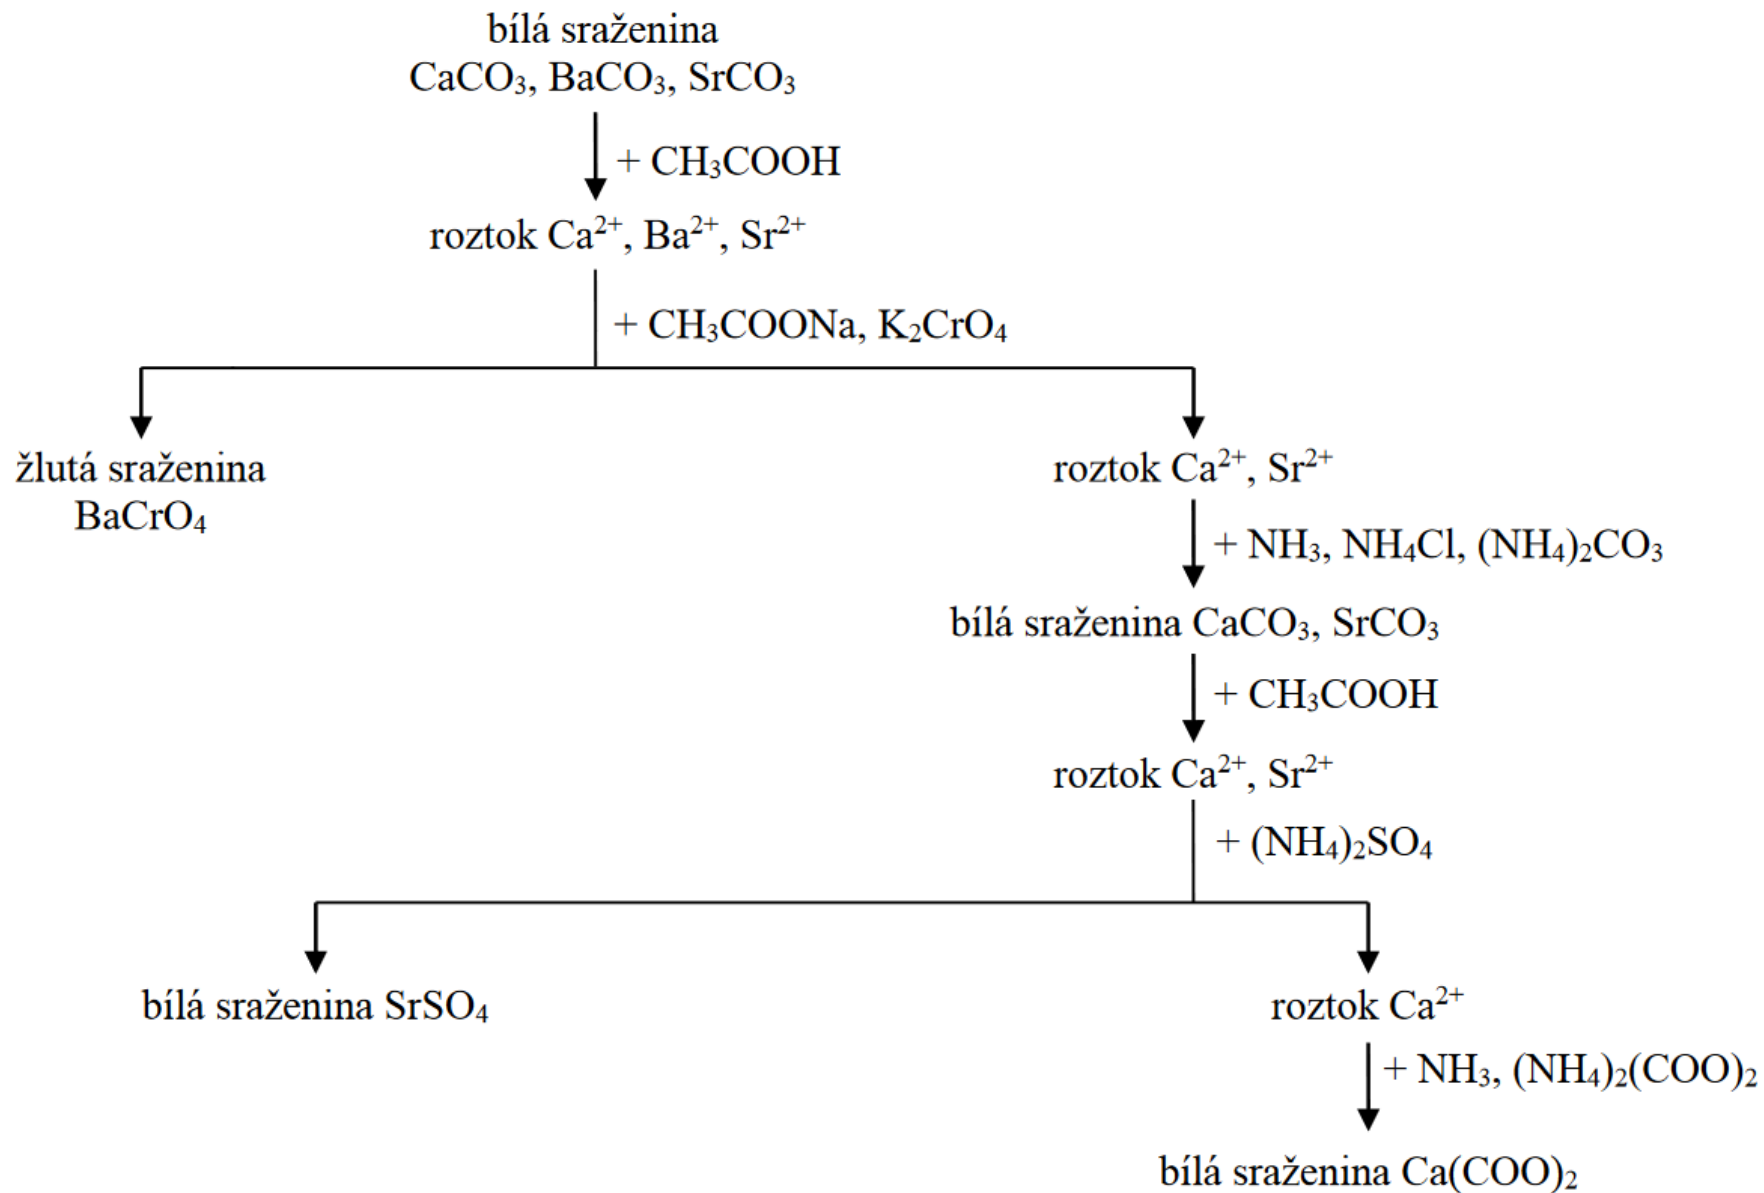 bílá sraženina
CaCO₃, BaCO₃, SrCO₃
+ CH₃COOH
roztok Ca²⁺, Ba²⁺, Sr²⁺
+ CH₃COONa, K₂CrO₄
žlutá sraženina
BaCrO₄
roztok Ca²⁺, Sr²⁺
+ NH₃, NH₄Cl, (NH₄)₂CO₃
bílá sraženina CaCO₃, SrCO₃
+ CH₃COOH
roztok Ca²⁺, Sr²⁺
+ (NH₄)₂SO₄
bílá sraženina SrSO₄
roztok Ca²⁺
+ NH₃, (NH₄)₂(COO)₂
bílá sraženina Ca(COO)₂